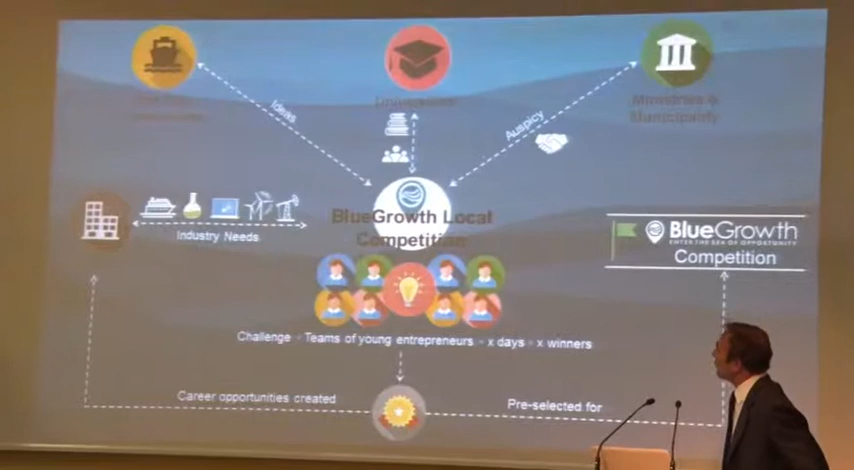 Ideas
Universities
Ministries +
Municipality
Auspicy
Industry Needs
BlueGrowth Local
Competition
BlueGrowth
ENTER THE SEA OF OPPORTUNITY
Competition
Challenge - Teams of young entrepreneurs - x days - x winners
Career opportunities created
Pre-selected for